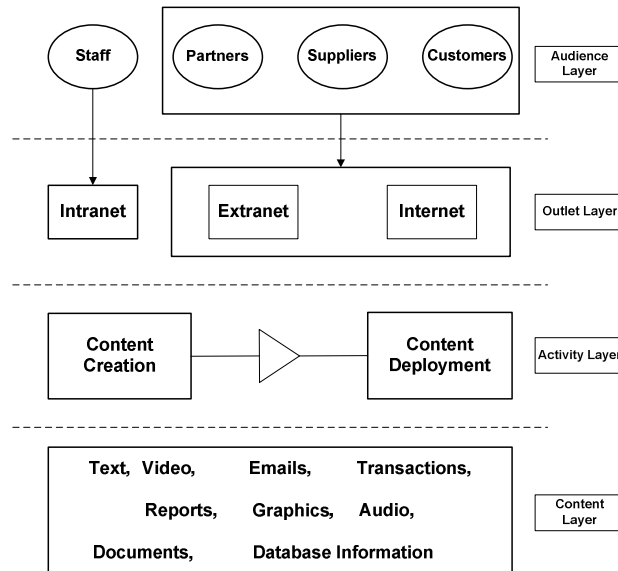 Staff
Partners
Suppliers
Customers
Audience
Layer
Intranet
Extranet
Internet
Outlet Layer
Content
Creation
Content
Deployment
Activity Layer
Text, Video, Emails, Transactions,
Reports, Graphics, Audio,
Documents, Database Information
Content
Layer